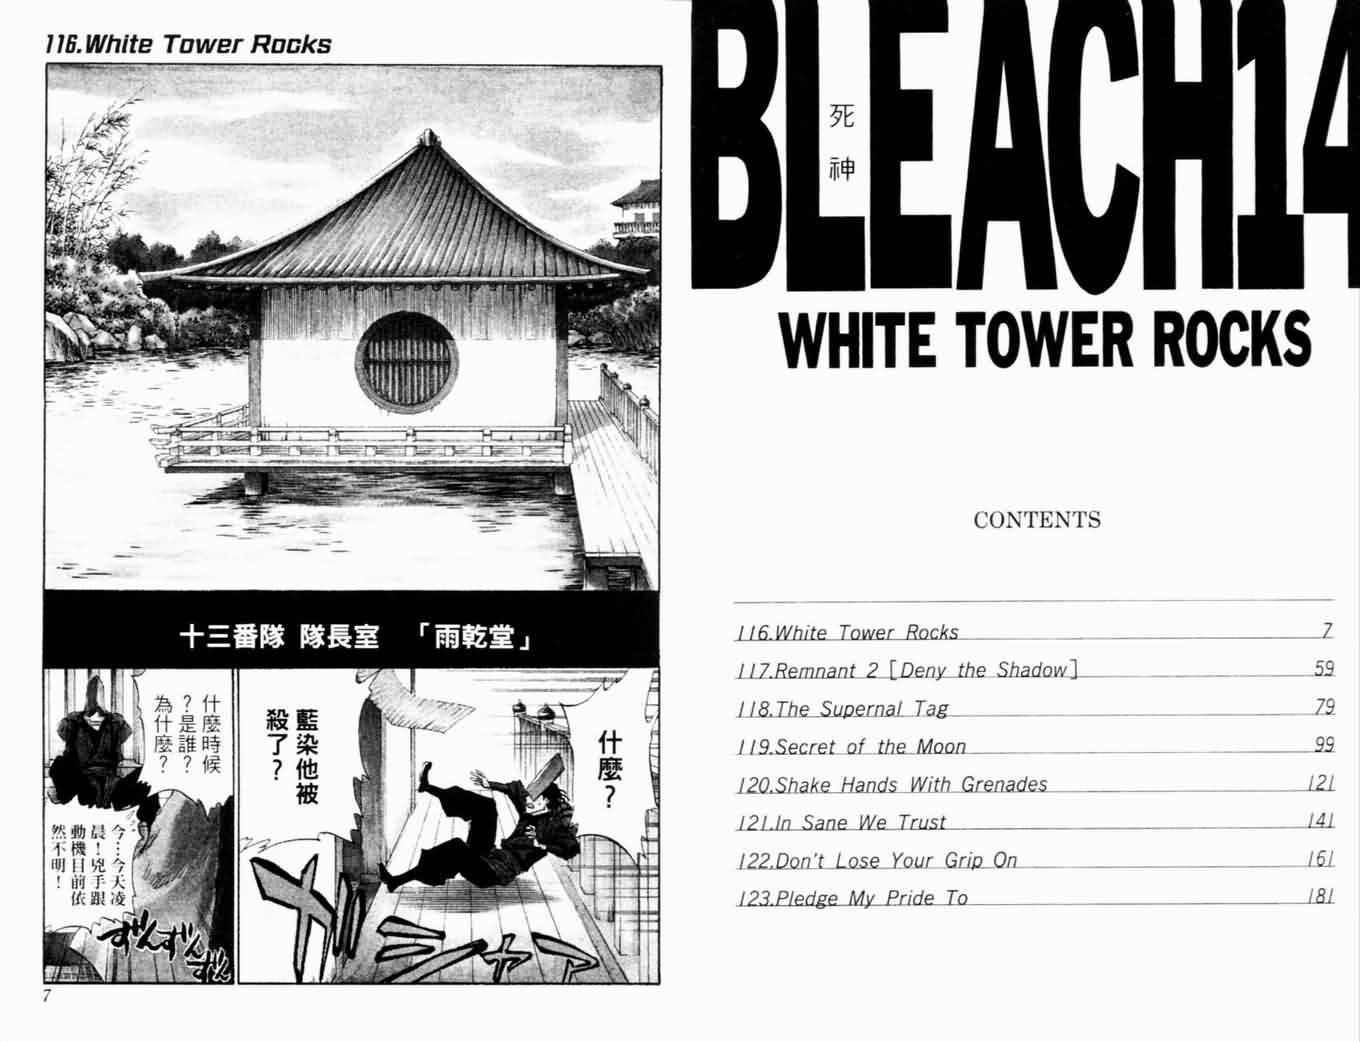 BLEACH14
死神
WHITE TOWER ROCKS
CONTENTS
116.White Tower Rocks 7
117.Remnant 2 [Deny the Shadow] 59
118.The Supernal Tag 79
119.Secret of the Moon 99
120.Shake Hands With Grenades 121
121.In Sane We Trust 141
122.Don't Lose Your Grip On 161
123.Pledge My Pride To 181
116.White Tower Rocks
十三番隊 隊長室 「雨乾堂」
什麼?
藍染他被
殺了?
メルシャァ
什麼時候
?是誰?
為什麼?
今…今天凌
晨!兇手跟
動機目前依
然不明!
ずんずんずん
7